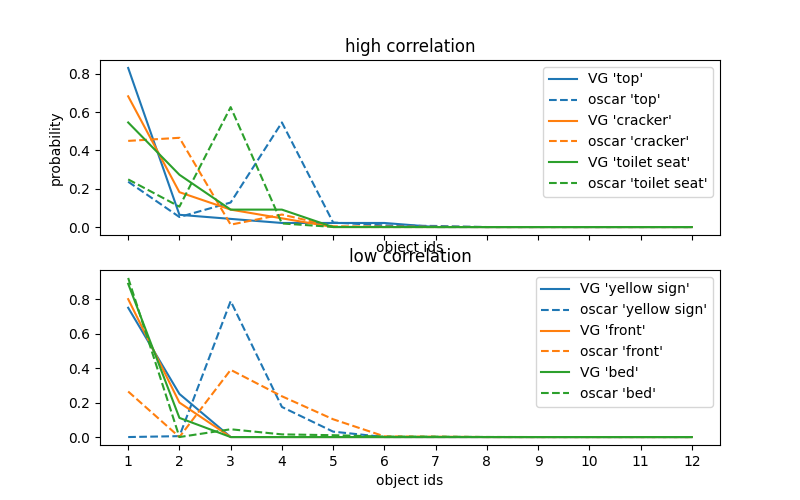 high correlation
probability
0.8
0.6
0.4
0.2
0.0
VG 'top'
oscar 'top'
VG 'cracker'
oscar 'cracker'
VG 'toilet seat'
oscar 'toilet seat'
object ids
low correlation
0.8
0.6
0.4
0.2
0.0
VG 'yellow sign'
oscar 'yellow sign'
VG 'front'
oscar 'front'
VG 'bed'
oscar 'bed'
1 2 3 4 5 6 7 8 9 10 11 12
object ids